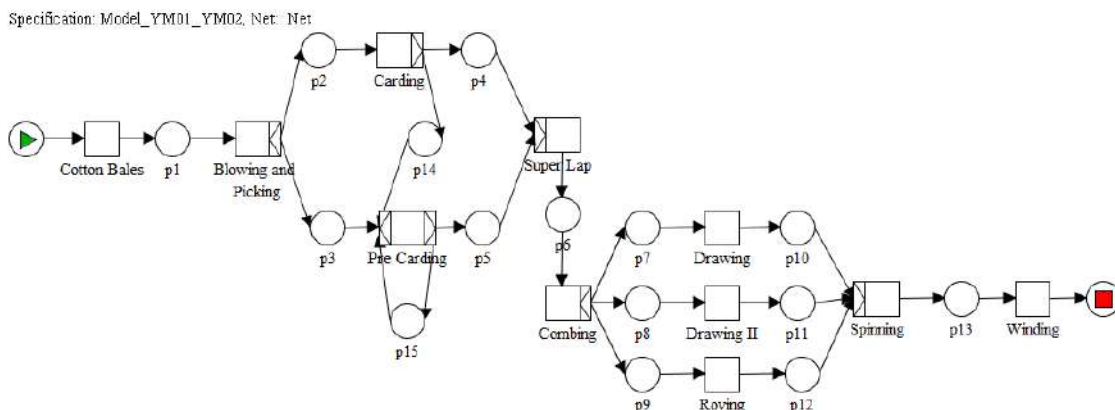 Specification: Model_YM01_YM02, Net: Net
p2
Carding
p4
Cotton Bales
p1
Blowing and
Picking
p14
Super Lap
p3
Pre Carding
p5
p6
p7
Drawing
p10
p15
Combing
p8
Drawing II
p11
Spinning
p13
Winding
p9
Roving
p12